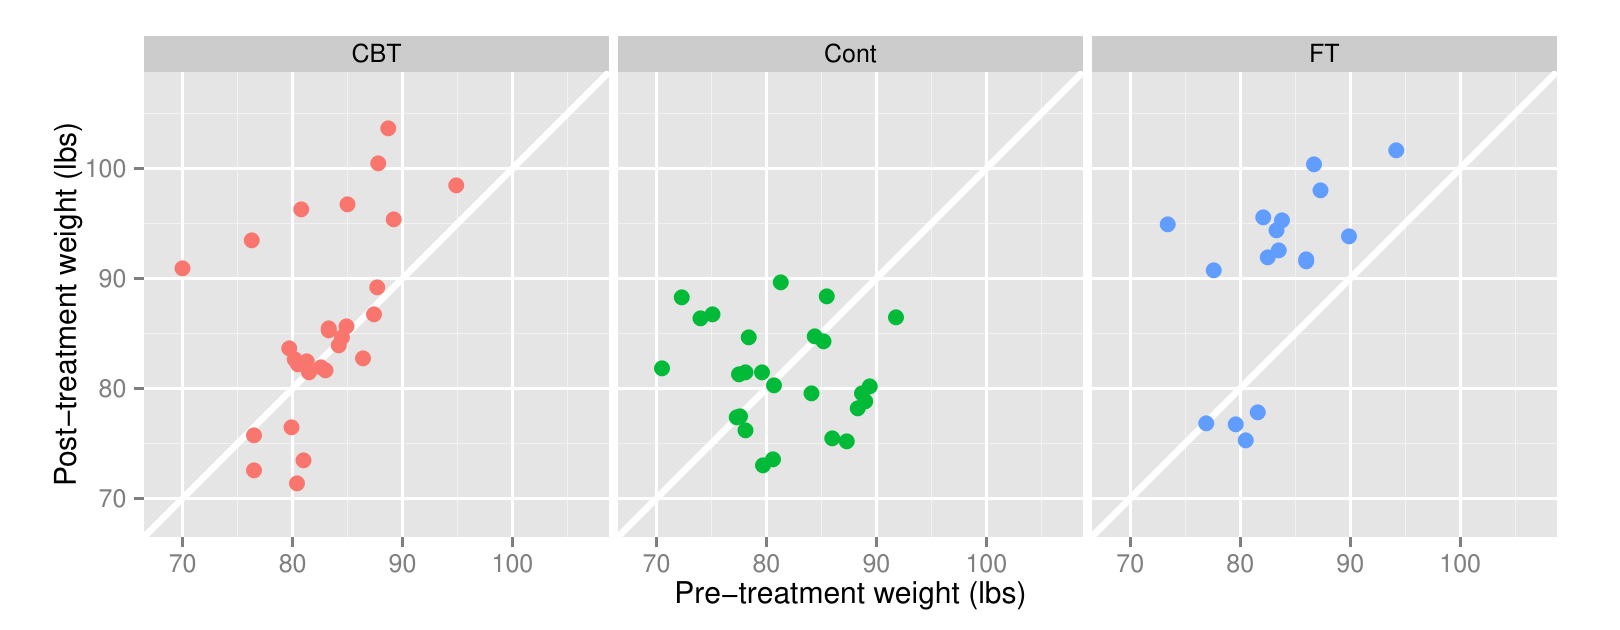 CBT Cont FT
Post−treatment weight (lbs)
100
90
80
70
70 80 90 100 70 80 90 100 70 80 90 100
Pre−treatment weight (lbs)